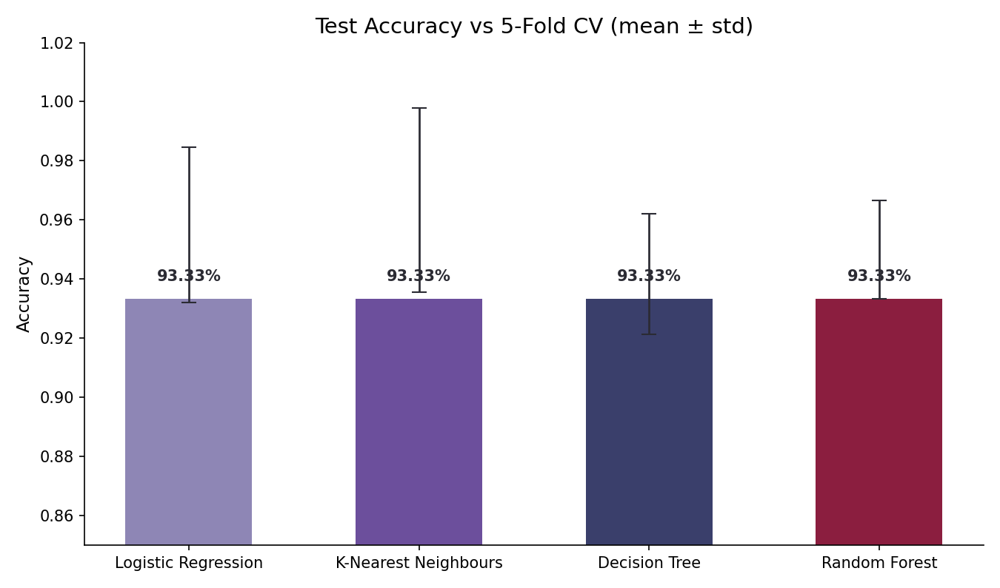 Test Accuracy vs 5-Fold CV (mean ± std)
1.02
1.00
0.98
0.96
0.94
0.92
0.90
0.88
0.86
Accuracy
93.33%
93.33%
93.33%
93.33%
Logistic Regression
K-Nearest Neighbours
Decision Tree
Random Forest